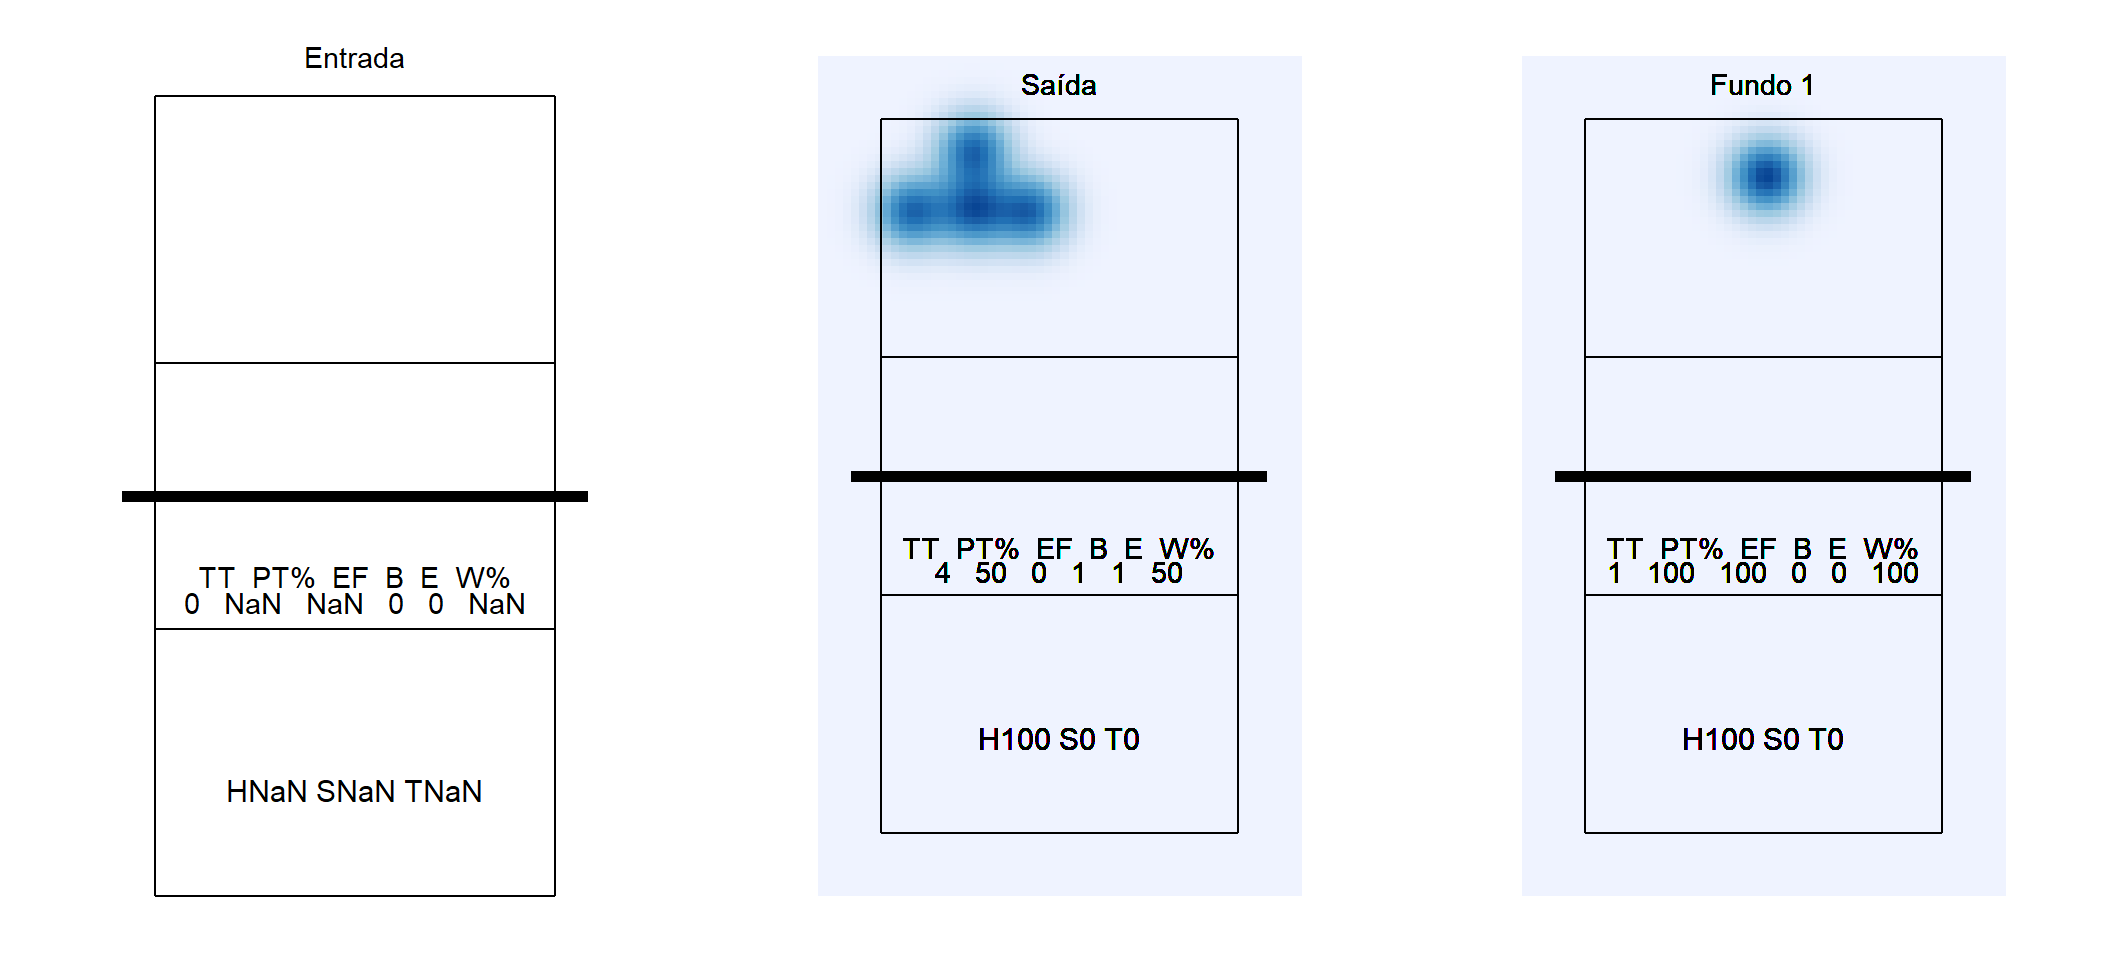 Entrada
TT PT% EF B E W%
0 NaN NaN 0 0 NaN
HNaN SNaN TNaN
Saída
TT PT% EF B E W%
4 50 0 1 1 50
H100 S0 T0
Fundo 1
TT PT% EF B E W%
1 100 100 0 0 100
H100 S0 T0